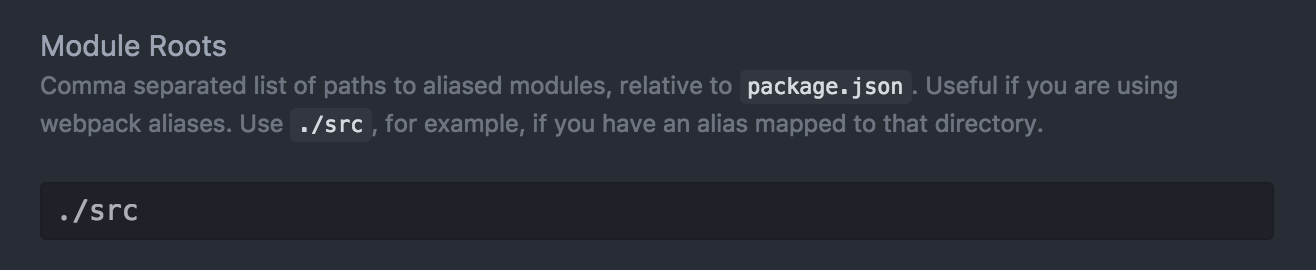 Module Roots
Comma separated list of paths to aliased modules, relative to package.json. Useful if you are using
webpack aliases. Use ./src, for example, if you have an alias mapped to that directory.
./src